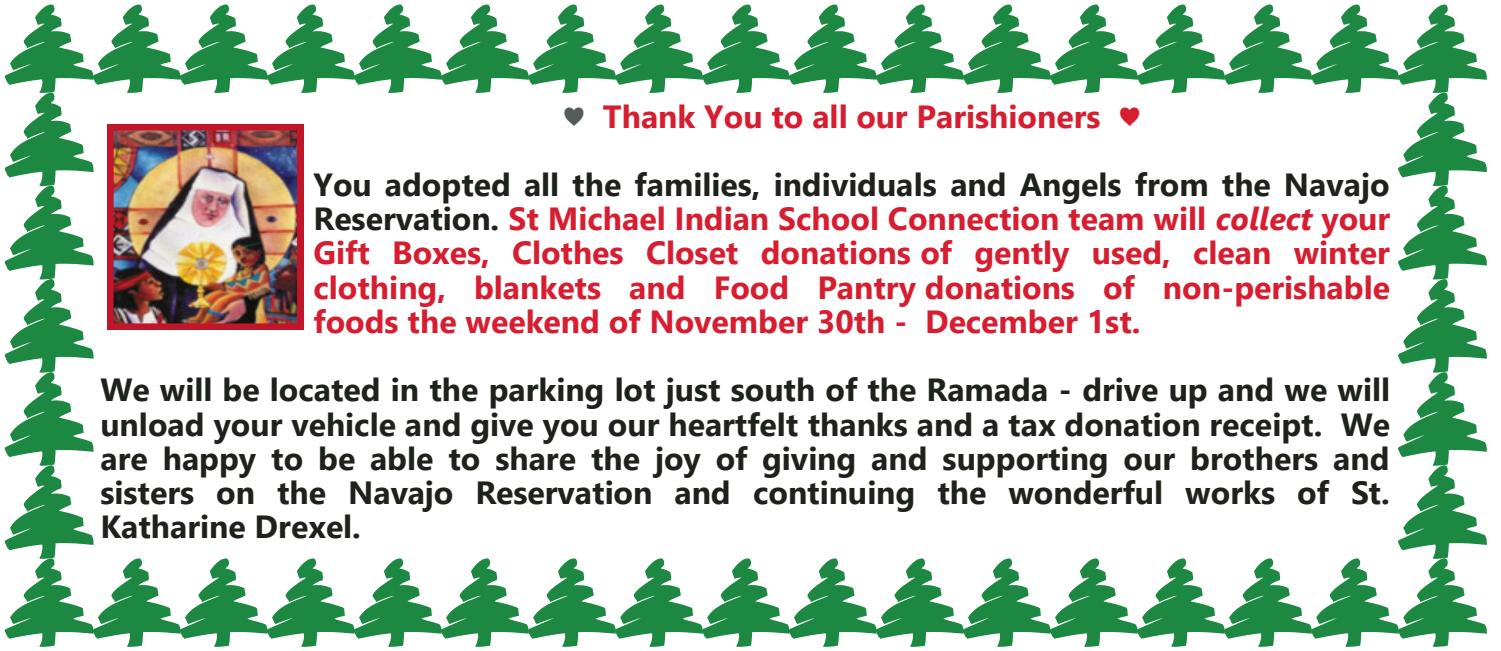 ♥ Thank You to all our Parishioners ♥
You adopted all the families, individuals and Angels from the Navajo
Reservation. St Michael Indian School Connection team will collect your
Gift Boxes, Clothes Closet donations of gently used, clean winter
clothing, blankets and Food Pantry donations of non-perishable
foods the weekend of November 30th - December 1st.
We will be located in the parking lot just south of the Ramada - drive up and we will
unload your vehicle and give you our heartfelt thanks and a tax donation receipt. We
are happy to be able to share the joy of giving and supporting our brothers and
sisters on the Navajo Reservation and continuing the wonderful works of St.
Katharine Drexel.